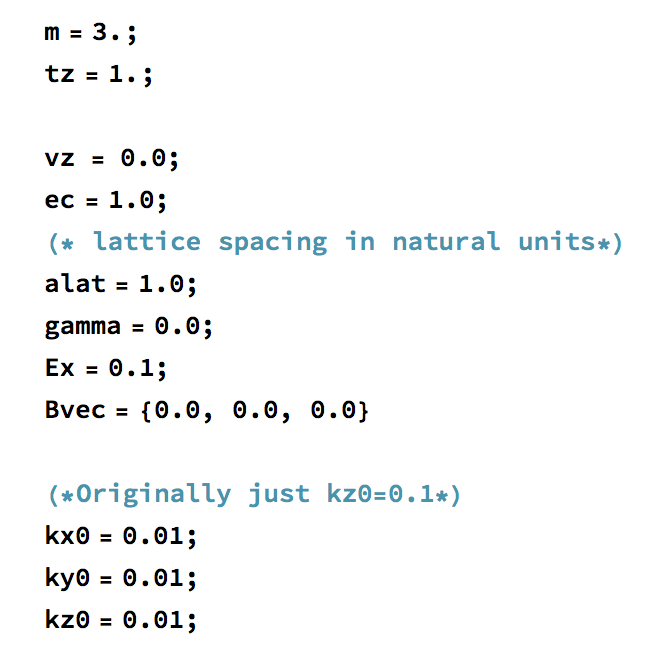 m = 3.;
tz = 1.;
vz = 0.0;
ec = 1.0;
(* lattice spacing in natural units*)
alat = 1.0;
gamma = 0.0;
Ex = 0.1;
Bvec = {0.0, 0.0, 0.0}
(*Originally just kz0=0.1*)
kx0 = 0.01;
ky0 = 0.01;
kz0 = 0.01;